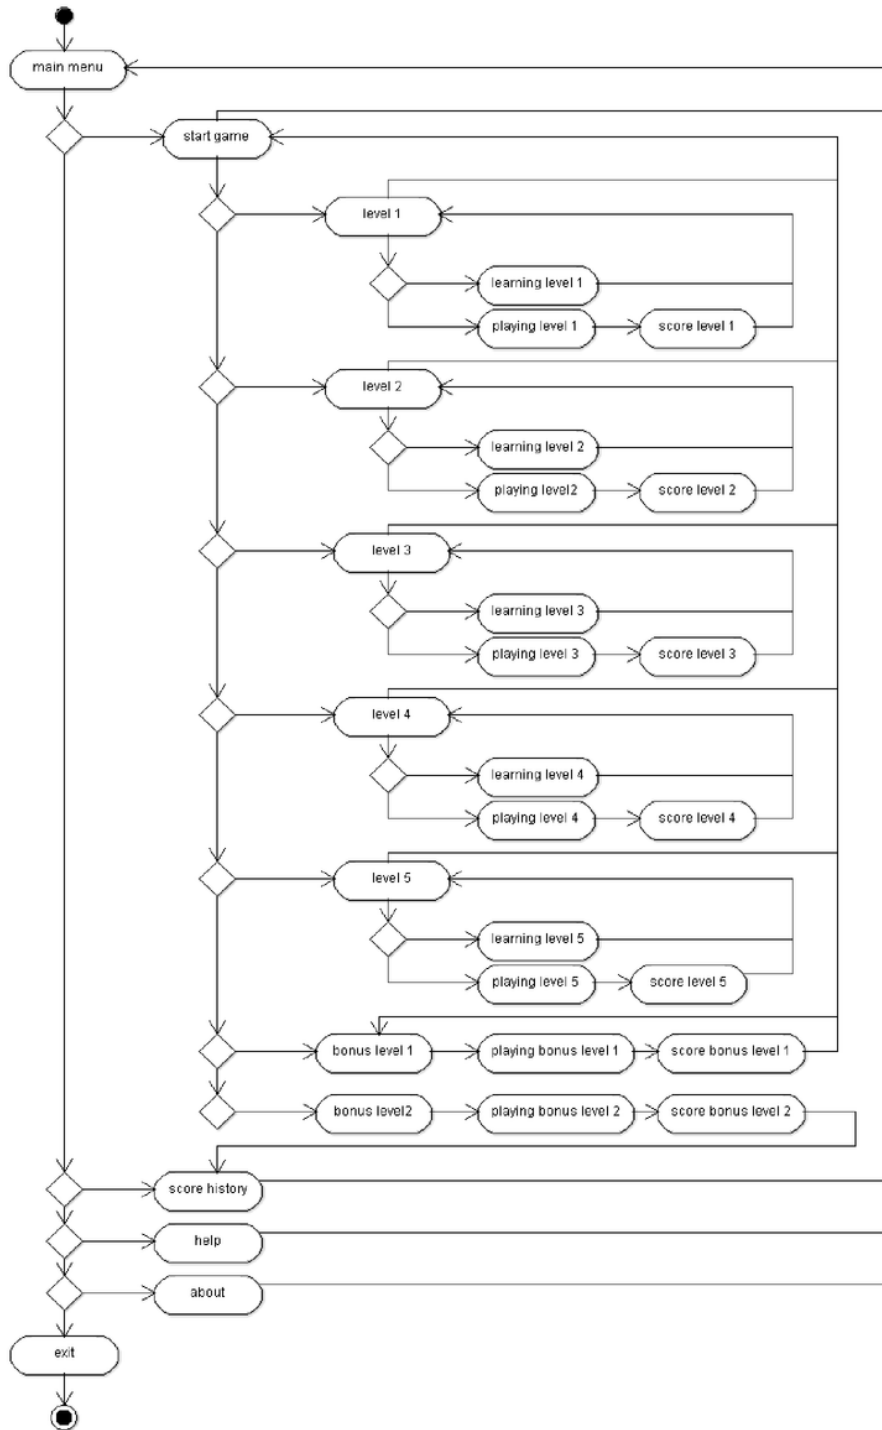 main menu
start game
level 1
learning level 1
playing level 1
score level 1
level 2
learning level 2
playing level2
score level 2
level 3
learning level 3
playing level 3
score level 3
level 4
learning level 4
playing level 4
score level 4
level 5
learning level 5
playing level 5
score level 5
bonus level 1
playing bonus level 1
score bonus level 1
bonus level2
playing bonus level 2
score bonus level 2
score history
help
about
exit